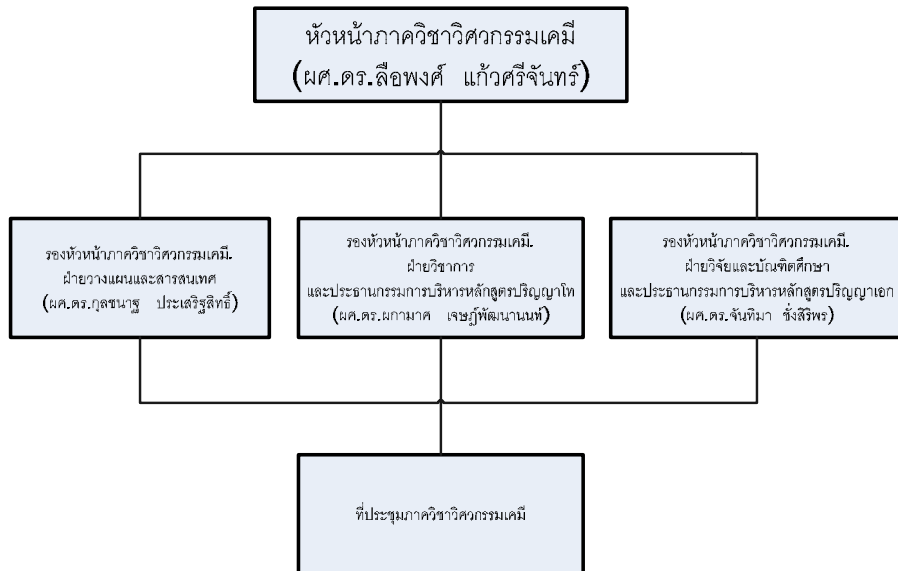 หัวหน้าภาควิชาวิศวกรรมเคมี
(ผศ.ดร.ลือพงศ์ แก้วศรีจันทร์)
รองหัวหน้าภาควิชาวิศวกรรมเคมี.
ฝ่ายวางแผนและสารสนเทศ
(ผศ.ดร.กุลชนาฐ ประเสริฐสิทธิ์)
รองหัวหน้าภาควิชาวิศวกรรมเคมี.
ฝ่ายวิชาการ
และประธานกรรมการบริหารหลักสูตรปริญญาโท
(ผศ.ดร.ผกามาศ เจษฎ์พัฒนานนท์)
รองหัวหน้าภาควิชาวิศวกรรมเคมี.
ฝ่ายวิจัยและบัณฑิตศึกษา
และประธานกรรมการบริหารหลักสูตรปริญญาเอก
(ผศ.ดร.จันทิมา ชั่งสิริพร)
ที่ประชุมภาควิชาวิศวกรรมเคมี